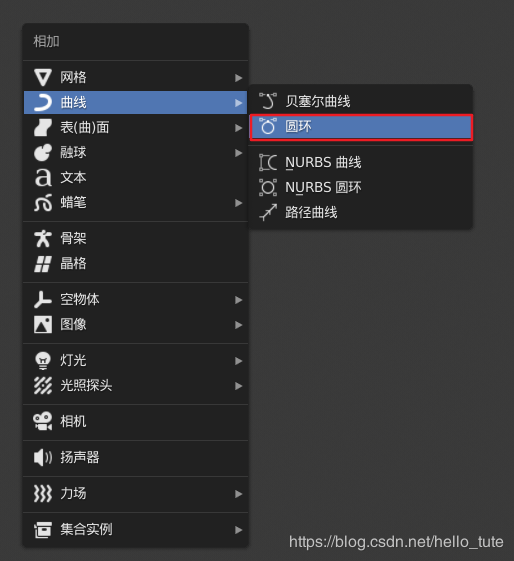 相加
网格
曲线
表(曲)面
融球
文本
蜡笔
骨架
晶格
空物体
图像
灯光
光照探头
相机
扬声器
力场
集合实例
贝塞尔曲线
圆环
NURBS 曲线
NURBS 圆环
路径曲线
https://blog.csdn.net/hello_tute